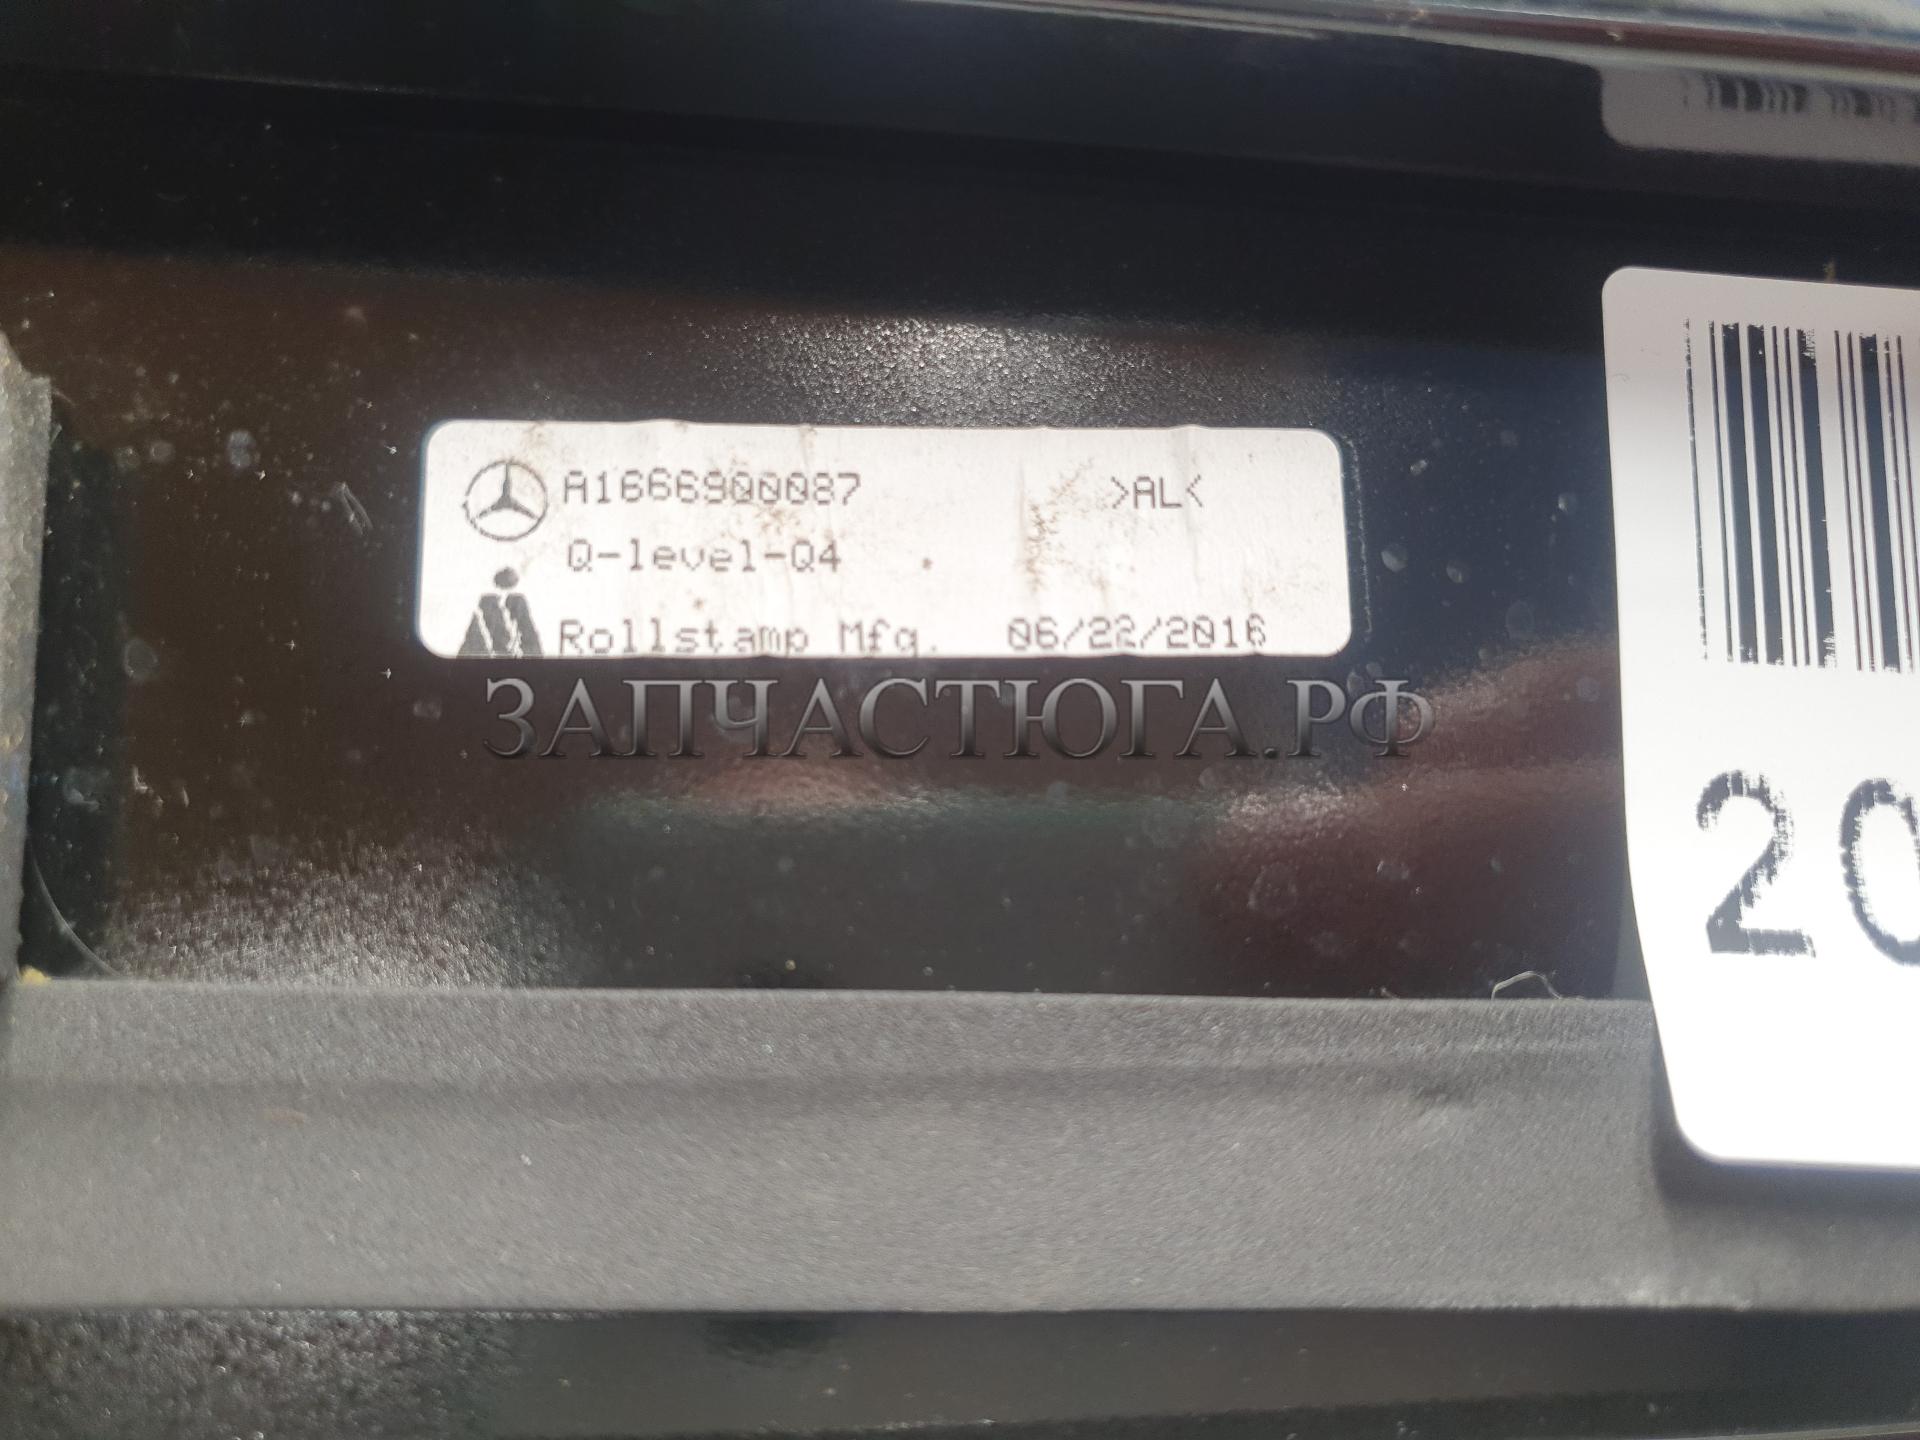 A1666900087 >AL<
Q-level-Q4
Rollstamp Mfg. 06/22/2016
ЗАПЧАСТЮГА.РФ
20